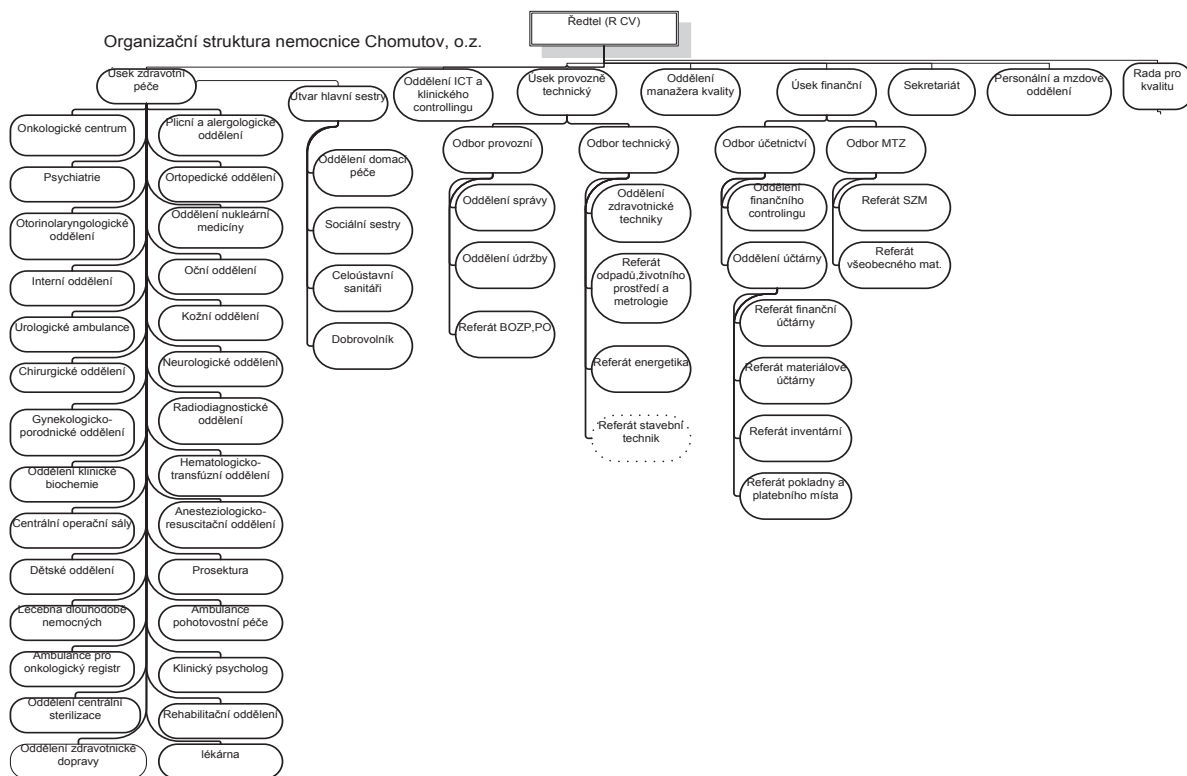 Ředtel (R CV)
Organizační struktura nemocnice Chomutov, o.z.
Úsek zdravotní
péče
Útvar hlavní sestry
Oddělení ICT a
klinického
controllingu
Úsek provozně
technický
Oddělení
manažera kvality
Úsek finanční
Sekretariát
Personální a mzdové
oddělení
Rada pro
kvalitu
Onkologické centrum
Psychiatrie
Otorinolaryngologické
oddělení
Interní oddělení
Urologické ambulance
Chirurgické oddělení
Gynekologicko-
porodnické oddělení
Oddělení klinické
biochemie
Centrální operační sály
Dětské oddělení
Léčebna dlouhodobě
nemocných
Ambulance pro
onkologický registr
Oddělení centrální
sterilizace
Oddělení zdravotnické
dopravy
Plicní a alergologické
oddělení
Ortopedické oddělení
Oddělení nukleární
medicíny
Oční oddělení
Kožní oddělení
Neurologické oddělení
Radiodiagnostické
oddělení
Hematologicko-
transfúzní oddělení
Anesteziologicko-
resuscitační oddělení
Prosektura
Ambulance
pohotovostní péče
Klinický psycholog
Rehabilitační oddělení
lékárna
Oddělení domací
péče
Sociální sestry
Celoústavní
sanitáři
Dobrovolník
Odbor provozní
Oddělení správy
Oddělení údržby
Referát BOZP,PO
Odbor technický
Oddělení
zdravotnické
techniky
Referát
odpadů,životního
prostředí a
metrologie
Referát energetika
Referát stavební
technik
Odbor účetnictví
Oddělení
finančního
controlingu
Oddělení účtárny
Referát finanční
účtárny
Referát materiálové
účtárny
Referát inventární
Referát pokladny a
platebního místa
Odbor MTZ
Referát SZM
Referát
všeobecného mat.